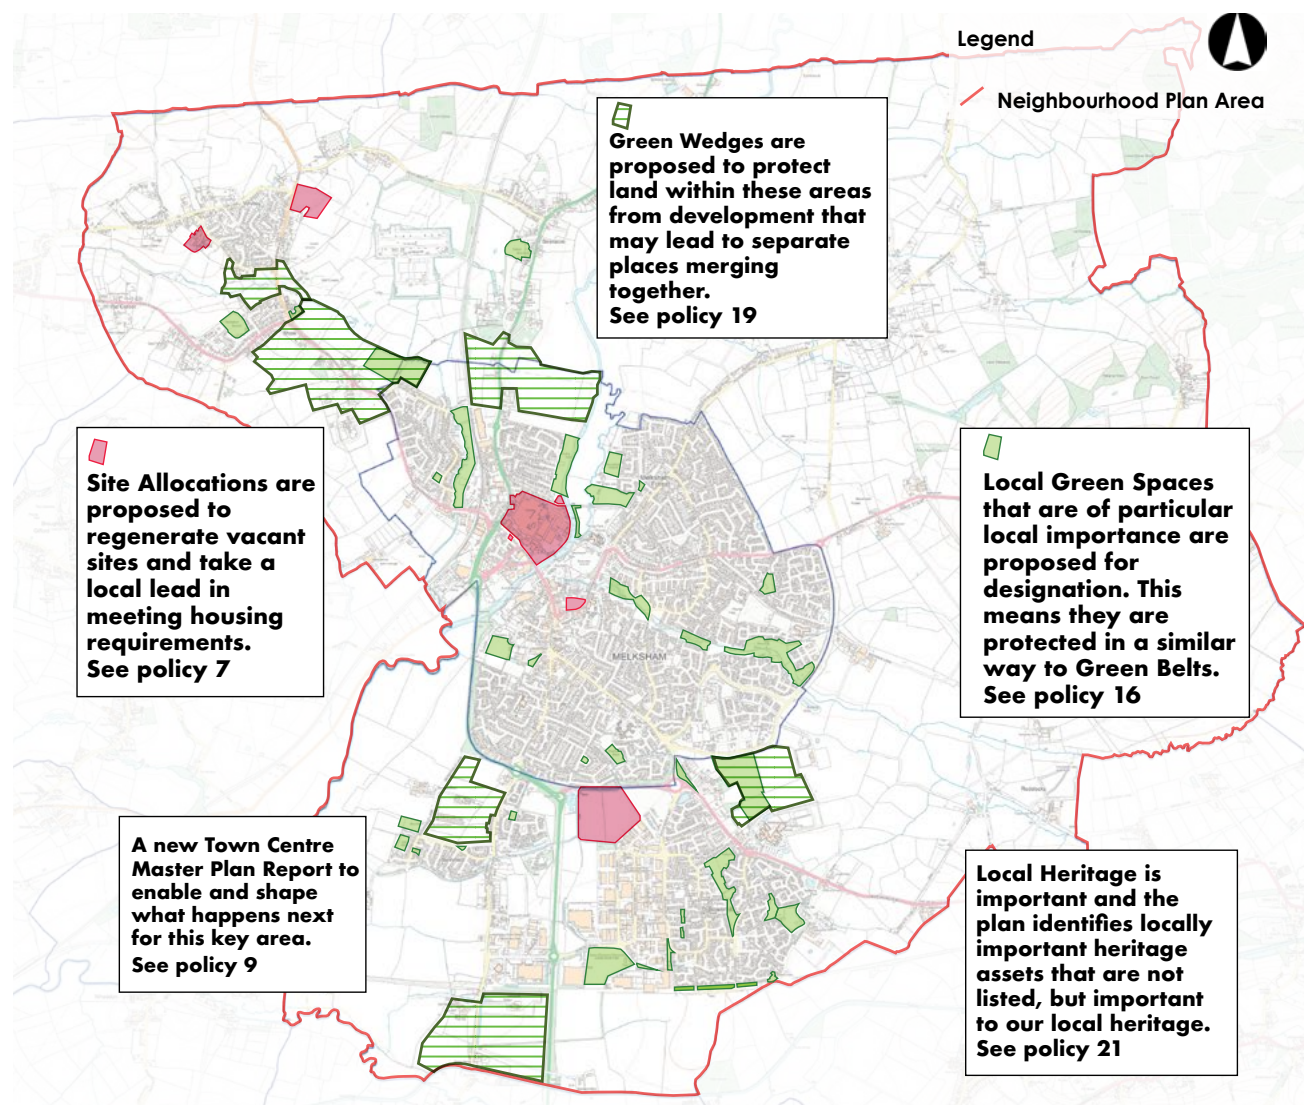 Legend
Neighbourhood Plan Area
Green Wedges are
proposed to protect
land within these areas
from development that
may lead to separate
places merging
together.
See policy 19
Site Allocations are
proposed to
regenerate vacant
sites and take a
local lead in
meeting housing
requirements.
See policy 7
Local Green Spaces
that are of particular
local importance are
proposed for
designation. This
means they are
protected in a similar
way to Green Belts.
See policy 16
MELKSHAM
A new Town Centre
Master Plan Report to
enable and shape
what happens next
for this key area.
See policy 9
Local Heritage is
important and the
plan identifies locally
important heritage
assets that are not
listed, but important
to our local heritage.
See policy 21